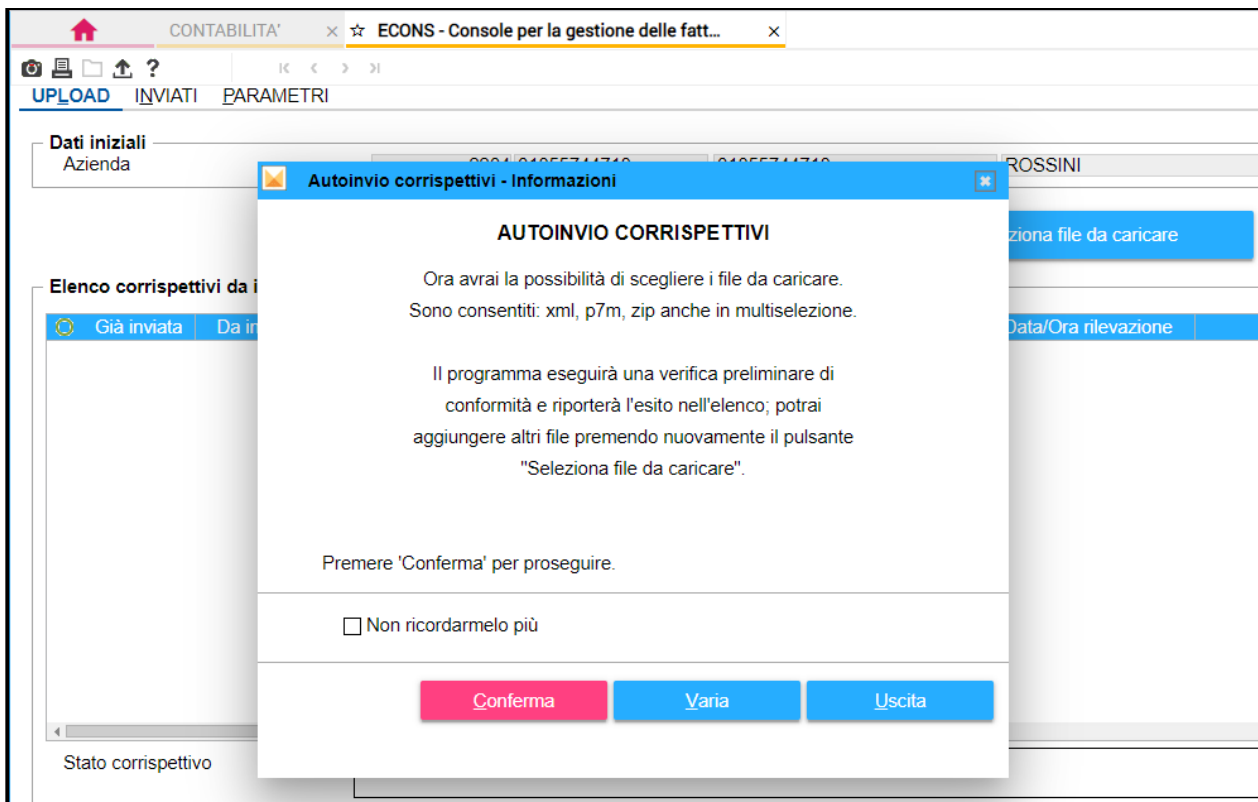 CONTABILITA'
ECONS - Console per la gestione delle fatt...
UPLOAD INVIATI PARAMETRI
Dati iniziali
Azienda
ROSSINI
Autoinvio corrispettivi - Informazioni
AUTOINVIO CORRISPETTIVI
ziona file da caricare
Ora avrai la possibilità di scegliere i file da caricare.
Sono consentiti: xml, p7m, zip anche in multiselezione.
Elenco corrispettivi da i
Già inviata Da in Data/Ora rilevazione
Il programma eseguirà una verifica preliminare di
conformità e riporterà l'esito nell'elenco; potrai
aggiungere altri file premendo nuovamente il pulsante
"Seleziona file da caricare".
Premere 'Conferma' per proseguire.
Non ricordarmelo più
Conferma Varia Uscita
Stato corrispettivo